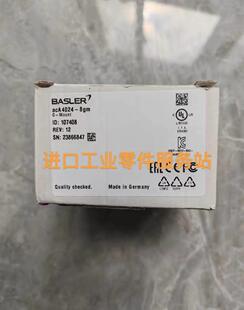 BASLER
acA4024-8gm
C-Mount
ID: 107408
REV: 12
SN: 23866847
进口工业零件服务站
Quality checked.
Made in Germany